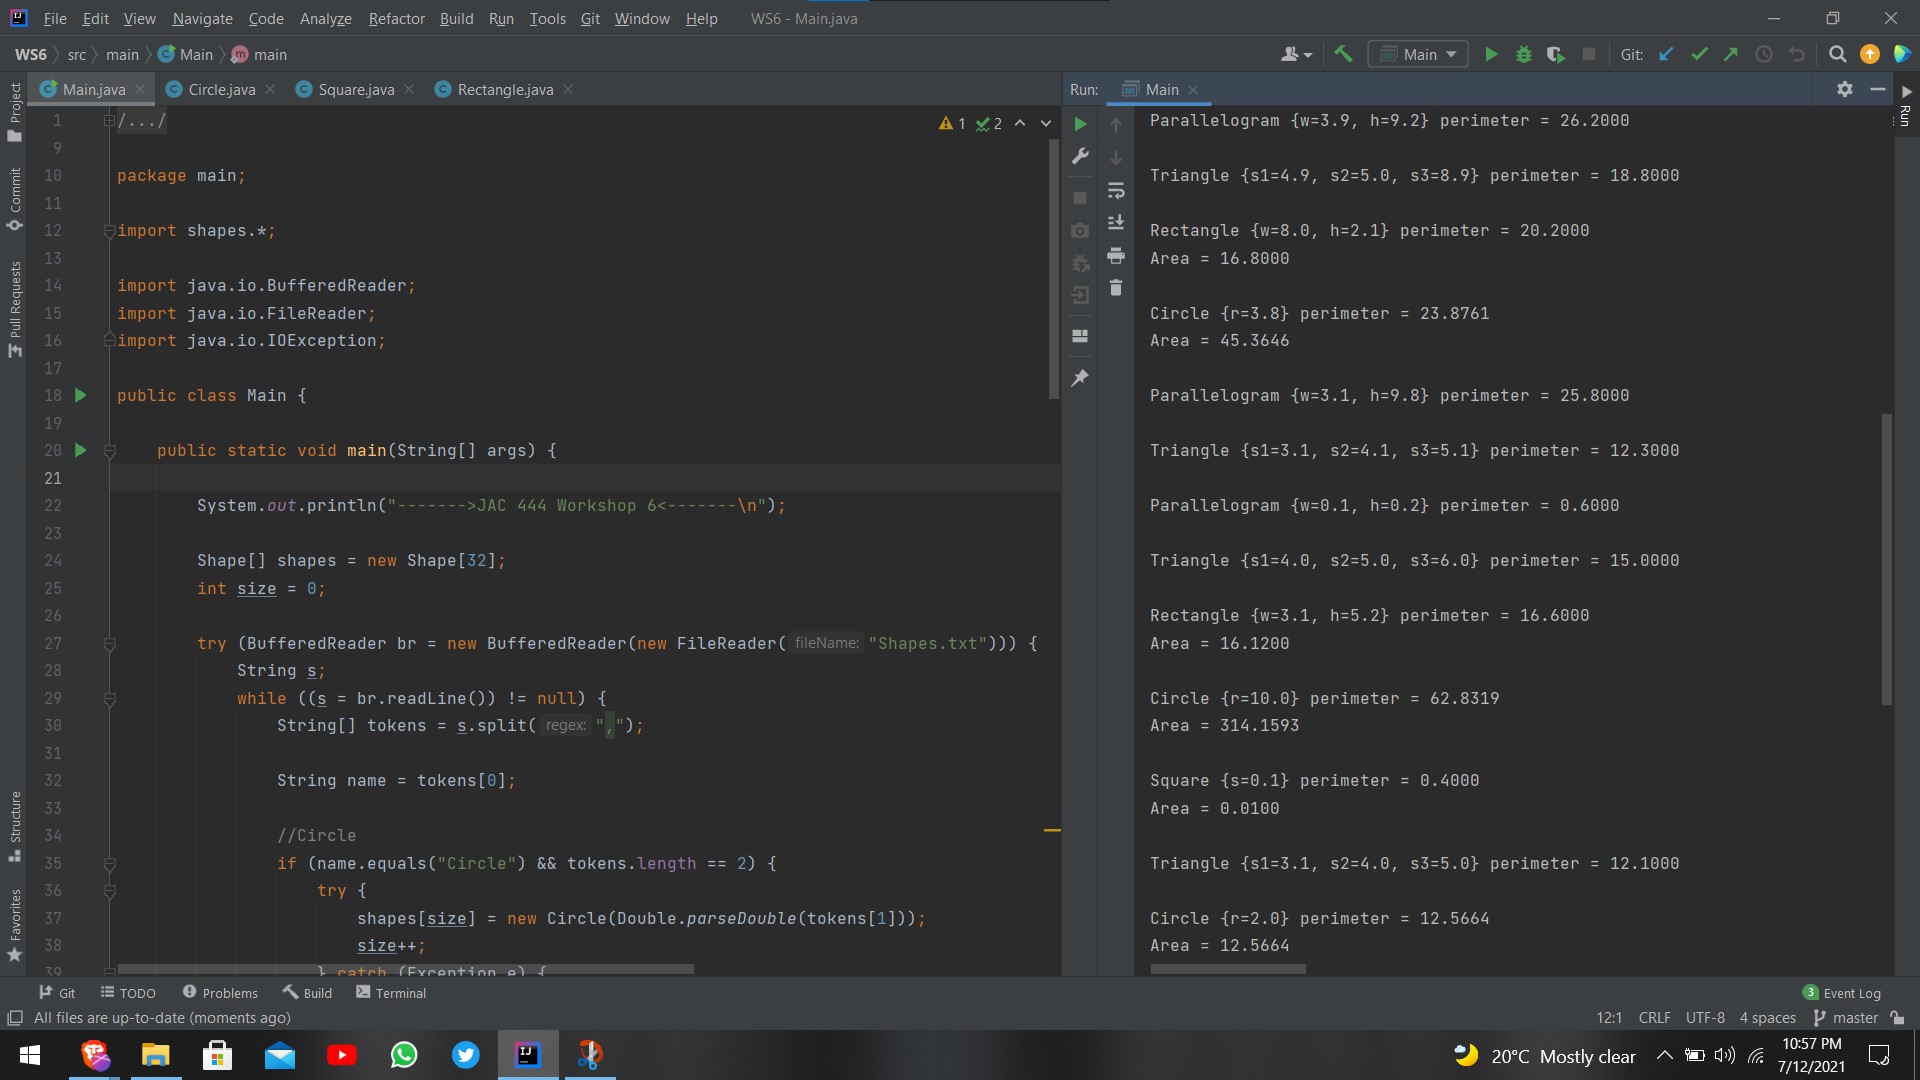 File Edit View Navigate Code Analyze Refactor Build Run Tools Git Window Help WS6 - Main.java
WS6 src main Main main
Main Git:
Main.java Circle.java Square.java Rectangle.java
Run: Main
Project
Commit
Pull Requests
Structure
Favorites
Run
1 2
1 /.../
9
10 package main;
11
12 import shapes.*;
13
14 import java.io.BufferedReader;
15 import java.io.FileReader;
16 import java.io.IOException;
17
18 public class Main {
19
20 public static void main(String[] args) {
21
22 System.out.println("------->JAC 444 Workshop 6<-------\n");
23
24 Shape[] shapes = new Shape[32];
25 int size = 0;
26
27 try (BufferedReader br = new BufferedReader(new FileReader( fileName: "Shapes.txt"))) {
28 String s;
29 while ((s = br.readLine()) != null) {
30 String[] tokens = s.split( regex: ",");
31
32 String name = tokens[0];
33
34 //Circle
35 if (name.equals("Circle") && tokens.length == 2) {
36 try {
37 shapes[size] = new Circle(Double.parseDouble(tokens[1]));
38 size++;
39 } catch (Exception e) {
Parallelogram {w=3.9, h=9.2} perimeter = 26.2000
Triangle {s1=4.9, s2=5.0, s3=8.9} perimeter = 18.8000
Rectangle {w=8.0, h=2.1} perimeter = 20.2000
Area = 16.8000
Circle {r=3.8} perimeter = 23.8761
Area = 45.3646
Parallelogram {w=3.1, h=9.8} perimeter = 25.8000
Triangle {s1=3.1, s2=4.1, s3=5.1} perimeter = 12.3000
Parallelogram {w=0.1, h=0.2} perimeter = 0.6000
Triangle {s1=4.0, s2=5.0, s3=6.0} perimeter = 15.0000
Rectangle {w=3.1, h=5.2} perimeter = 16.6000
Area = 16.1200
Circle {r=10.0} perimeter = 62.8319
Area = 314.1593
Square {s=0.1} perimeter = 0.4000
Area = 0.0100
Triangle {s1=3.1, s2=4.0, s3=5.0} perimeter = 12.1000
Circle {r=2.0} perimeter = 12.5664
Area = 12.5664
Git TODO Problems Build Terminal 3 Event Log
All files are up-to-date (moments ago) 12:1 CRLF UTF-8 4 spaces master
20°C Mostly clear
10:57 PM
7/12/2021